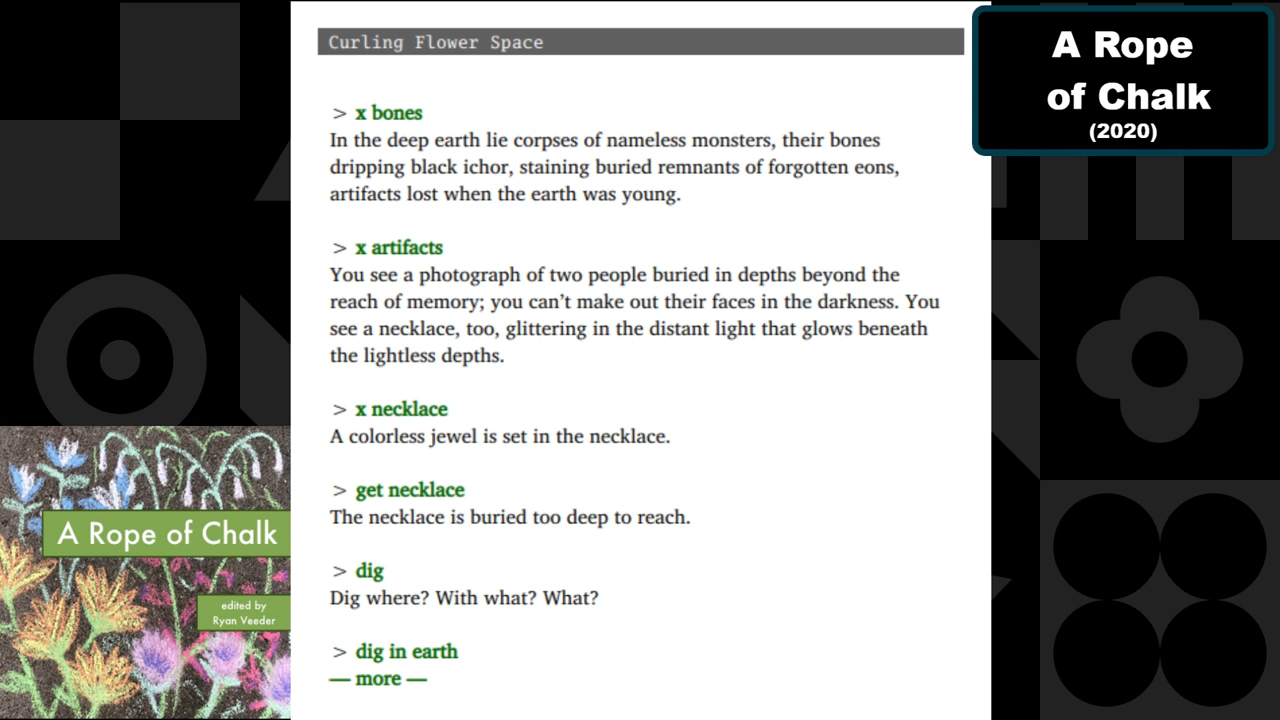 Curling Flower Space
> x bones
In the deep earth lie corpses of nameless monsters, their bones
dripping black ichor, staining buried remnants of forgotten eons,
artifacts lost when the earth was young.
> x artifacts
You see a photograph of two people buried in depths beyond the
reach of memory; you can’t make out their faces in the darkness. You
see a necklace, too, glittering in the distant light that glows beneath
the lightless depths.
> x necklace
A colorless jewel is set in the necklace.
> get necklace
The necklace is buried too deep to reach.
> dig
Dig where? With what? What?
> dig in earth
— more —
A Rope
of Chalk
(2020)
A Rope of Chalk
edited by
Ryan Veeder